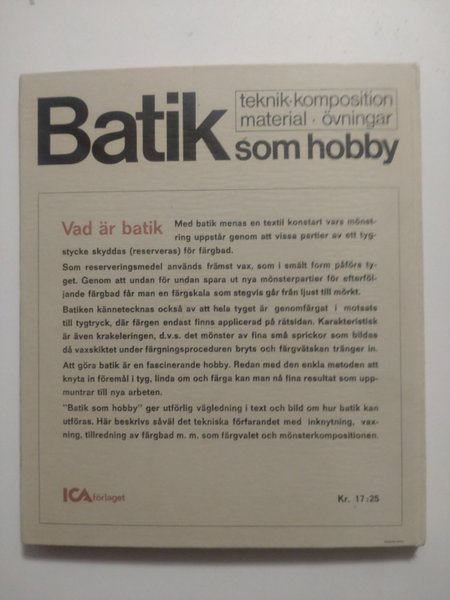 Batik teknik·komposition
material · övningar
som hobby
Vad är batik Med batik menas en textil konstart vars mönst-
ring uppstår genom att vissa partier av ett tyg-
stycke skyddas (reserveras) för färgbad.
Som reserveringsmedel används främst vax, som i smält form påförs ty-
get. Genom att undan för undan spara ut nya mönsterpartier för efterföl-
jande färgbad får man en färgskala som stegvis går från ljust till mörkt.
Batiken kännetecknas också av att hela tyget är genomfärgat i motsats
till tygtryck, där färgen endast finns applicerad på rätsidan. Karakteristisk
är även krakeleringen, d.v.s. det mönster av fina små sprickor som bildas
då vaxskiktet under färgningsproceduren bryts och färgvätskan tränger in.
Att göra batik är en fascinerande hobby. Redan med den enkla metoden att
knyta in föremål i tyg, linda om och färga kan man nå fina resultat som upp-
muntrar till nya arbeten.
"Batik som hobby" ger utförlig vägledning i text och bild om hur batik kan
utföras. Här beskrivs såväl det tekniska förfarandet med inknytning, vax-
ning, tillredning av färgbad m. m. som färgvalet och mönsterkompositionen.
ICA förlaget Kr. 17:25